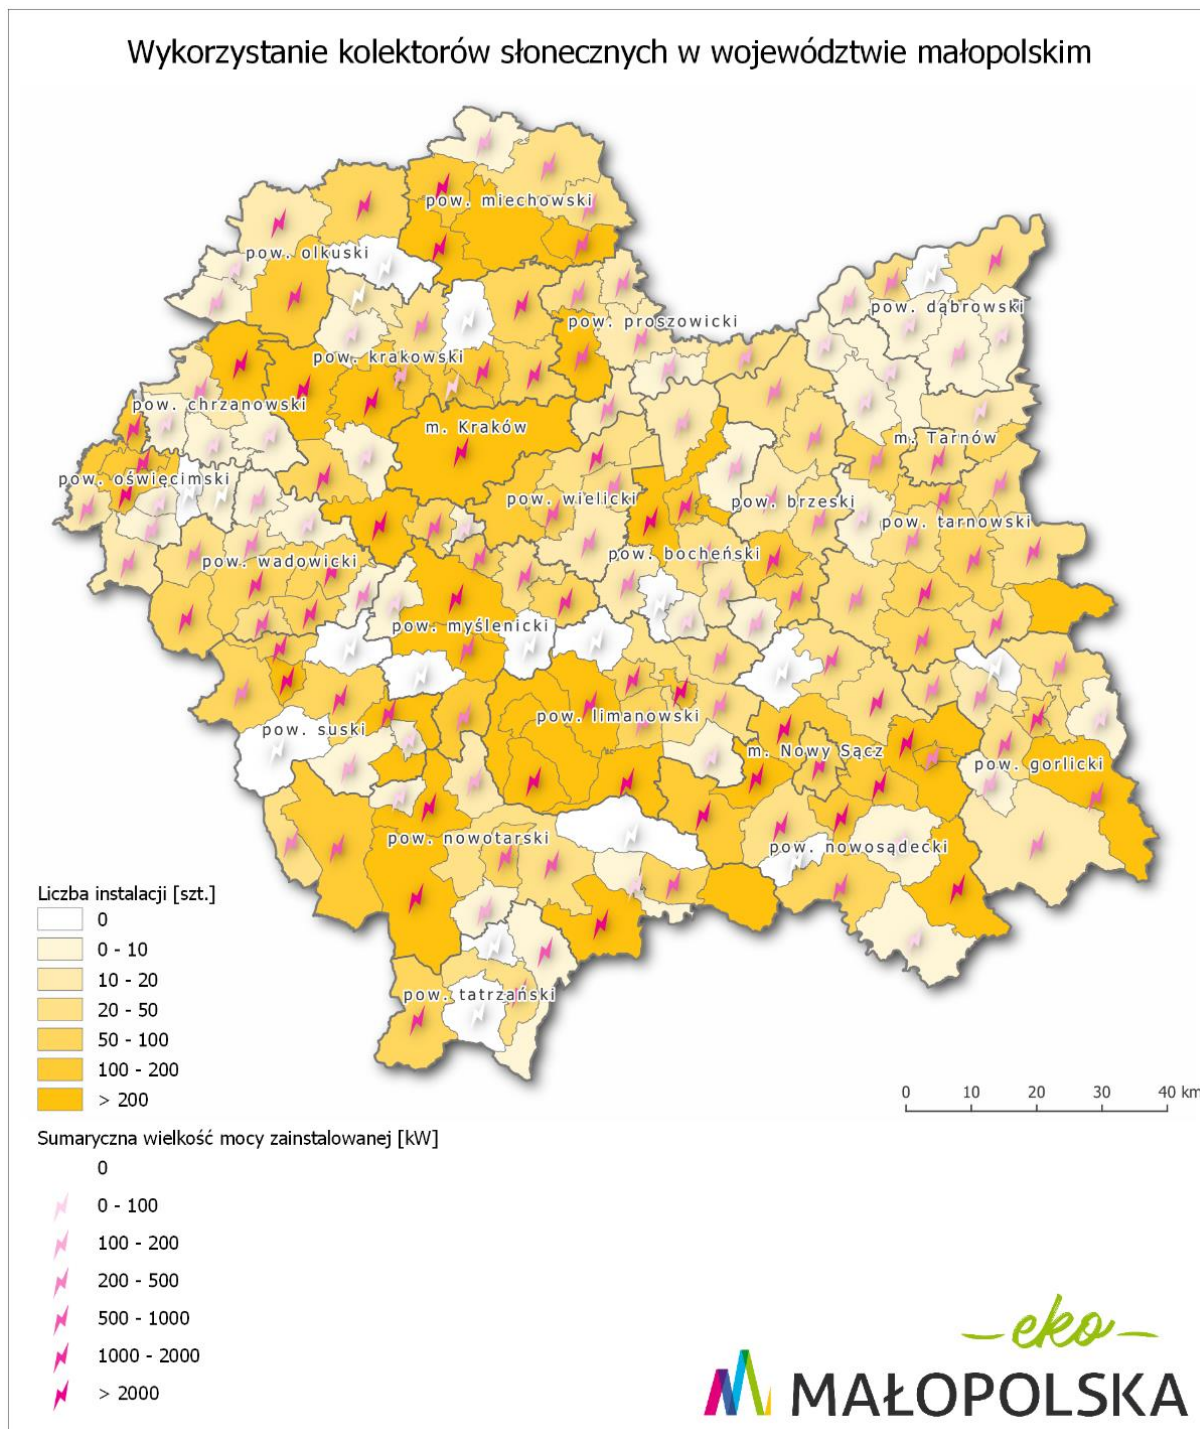 Wykorzystanie kolektorów słonecznych w województwie małopolskim
pow. miechowski
pow. olkuski
pow. dąbrowski
pow. proszowicki
pow. krakowski
pow. chrzanowski
m. Kraków
m. Tarnów
pow. oświęcimski
pow. wielicki
pow. brzeski
pow. tarnowski
pow. bocheński
pow. wadowicki
pow. myślenicki
pow. limanowski
pow. suski
m. Nowy Sącz
pow. gorlicki
pow. nowotarski
pow. nowosądecki
pow. tatrzański
Liczba instalacji [szt.]
0
0 - 10
10 - 20
20 - 50
50 - 100
100 - 200
> 200
0 10 20 30 40 km
Sumaryczna wielkość mocy zainstalowanej [kW]
0
0 - 100
100 - 200
200 - 500
500 - 1000
1000 - 2000
> 2000
eko
MAŁOPOLSKA